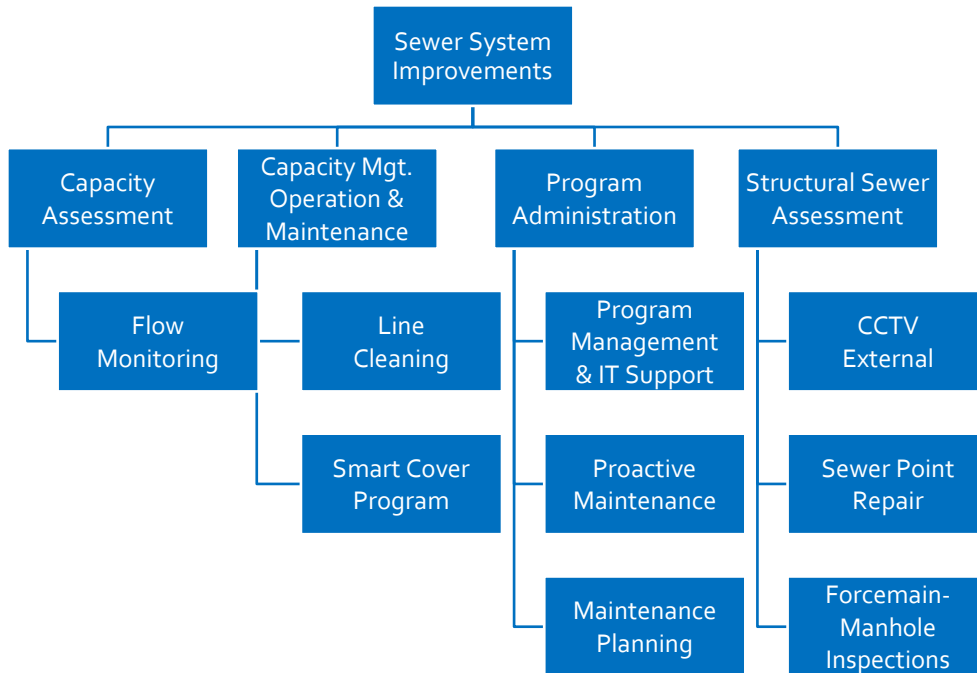 Sewer System
Improvements
Capacity
Assessment
Capacity Mgt.
Operation &
Maintenance
Program
Administration
Structural Sewer
Assessment
Flow
Monitoring
Line
Cleaning
Program
Management
& IT Support
CCTV
External
Smart Cover
Program
Proactive
Maintenance
Sewer Point
Repair
Maintenance
Planning
Forcemain-
Manhole
Inspections